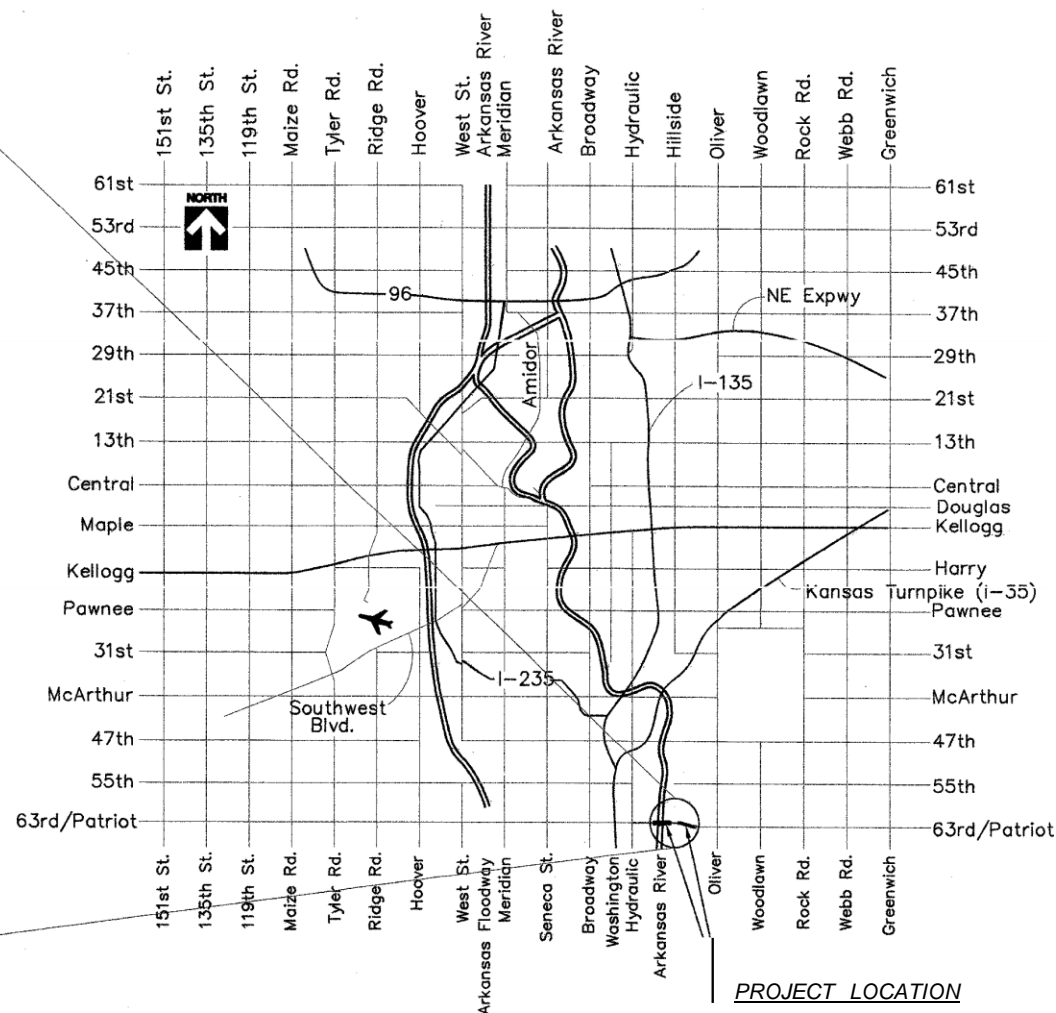 151st St.
135th St.
119th St.
Maize Rd.
Tyler Rd.
Ridge Rd.
Hoover
West St.
Arkansas River
Meridian
Arkansas River
Broadway
Hydraulic
Hillside
Oliver
Woodlawn
Rock Rd.
Webb Rd.
Greenwich
61st
61st
NORTH
53rd
53rd
45th
45th
96
NE Expwy
37th
37th
29th
29th
Amidor
I-135
21st
21st
13th
13th
Central
Central
Douglas
Maple
Kellogg
Kellogg
Harry
Kansas Turnpike (i-35)
Pawnee
Pawnee
31st
31st
I-235
McArthur
McArthur
Southwest
Blvd.
47th
47th
55th
55th
63rd/Patriot
63rd/Patriot
151st St.
135th St.
119th St.
Maize Rd.
Tyler Rd.
Ridge Rd.
Hoover
West St.
Arkansas Floodway
Meridian
Seneca St.
Broadway
Washington
Hydraulic
Arkansas River
Oliver
Woodlawn
Rock Rd.
Webb Rd.
Greenwich
PROJECT LOCATION